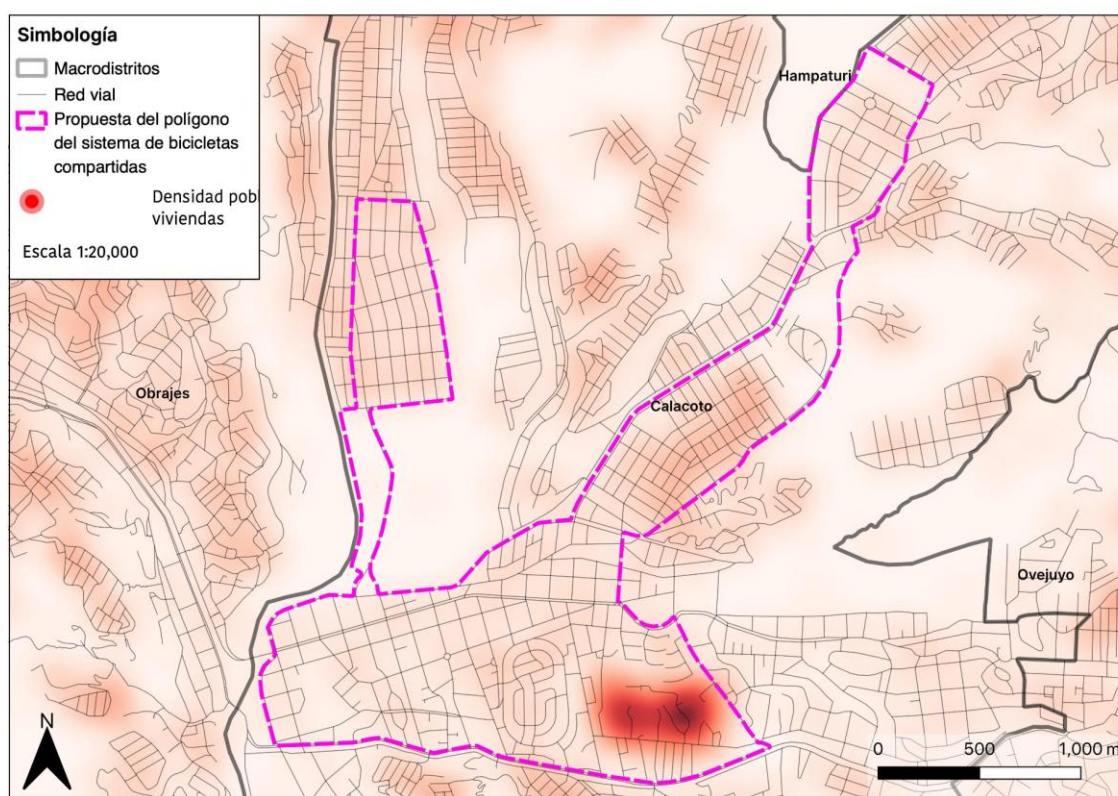 Simbología
Macrodistritos
Red vial
Propuesta del polígono
del sistema de bicicletas
compartidas
Densidad pobl
viviendas
Escala 1:20,000
Hampaturi
Obrajes
Calacoto
Ovejuyo
N
0 500 1,000 m